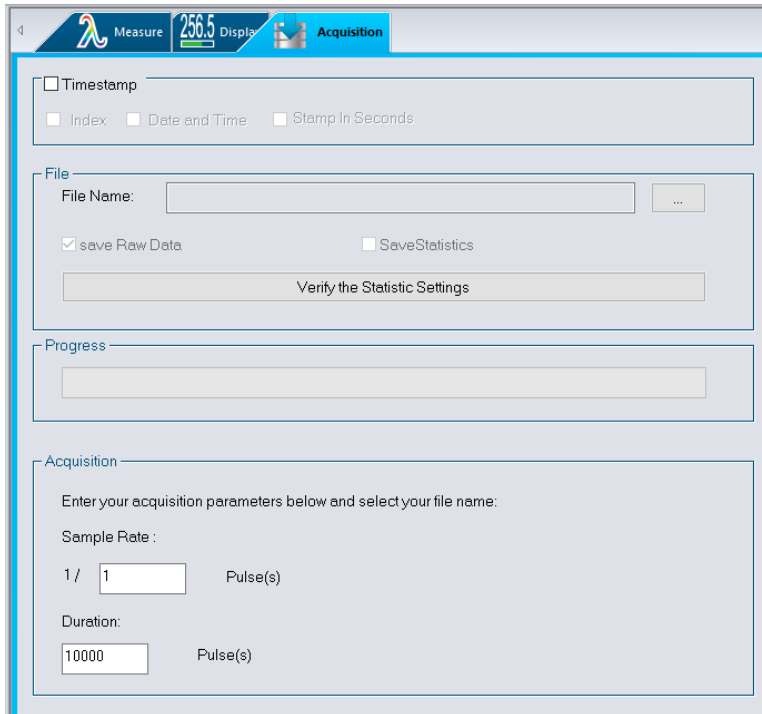 Measure 256.5 Display Acquisition
Timestamp
Index Date and Time Stamp In Seconds
File
File Name: ...
save Raw Data SaveStatistics
Verify the Statistic Settings
Progress
Acquisition
Enter your acquisition parameters below and select your file name:
Sample Rate :
1 / 1 Pulse(s)
Duration:
10000 Pulse(s)